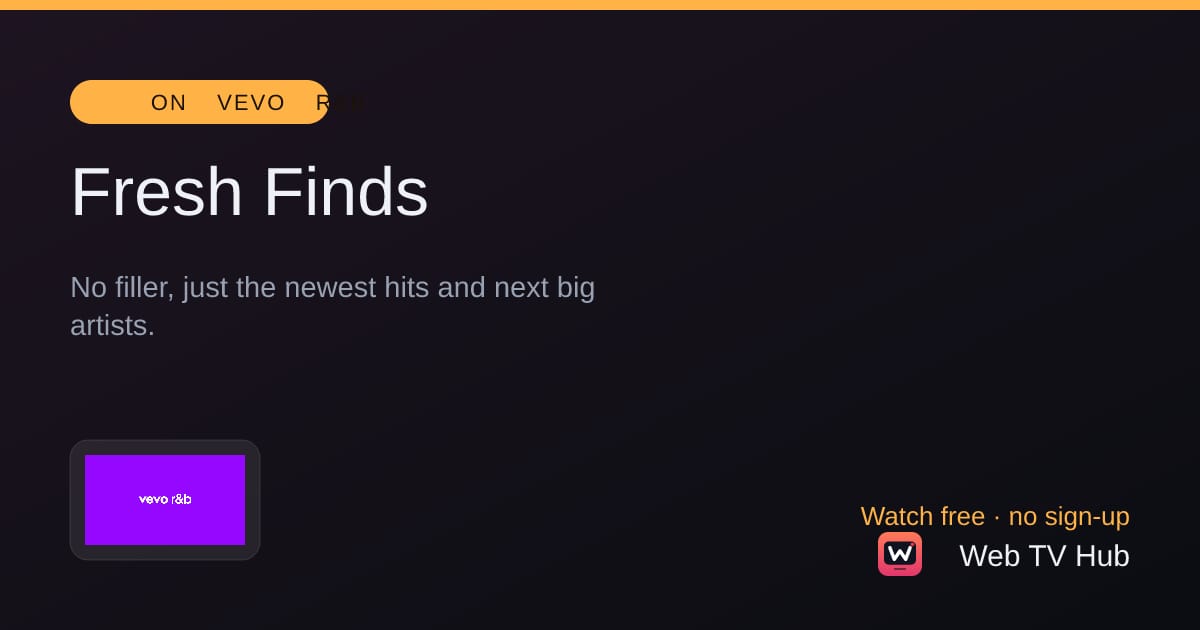 ON VEVO R&B
Fresh Finds
No filler, just the newest hits and next big
artists.
vevo r&b
Watch free · no sign-up
W
Web TV Hub